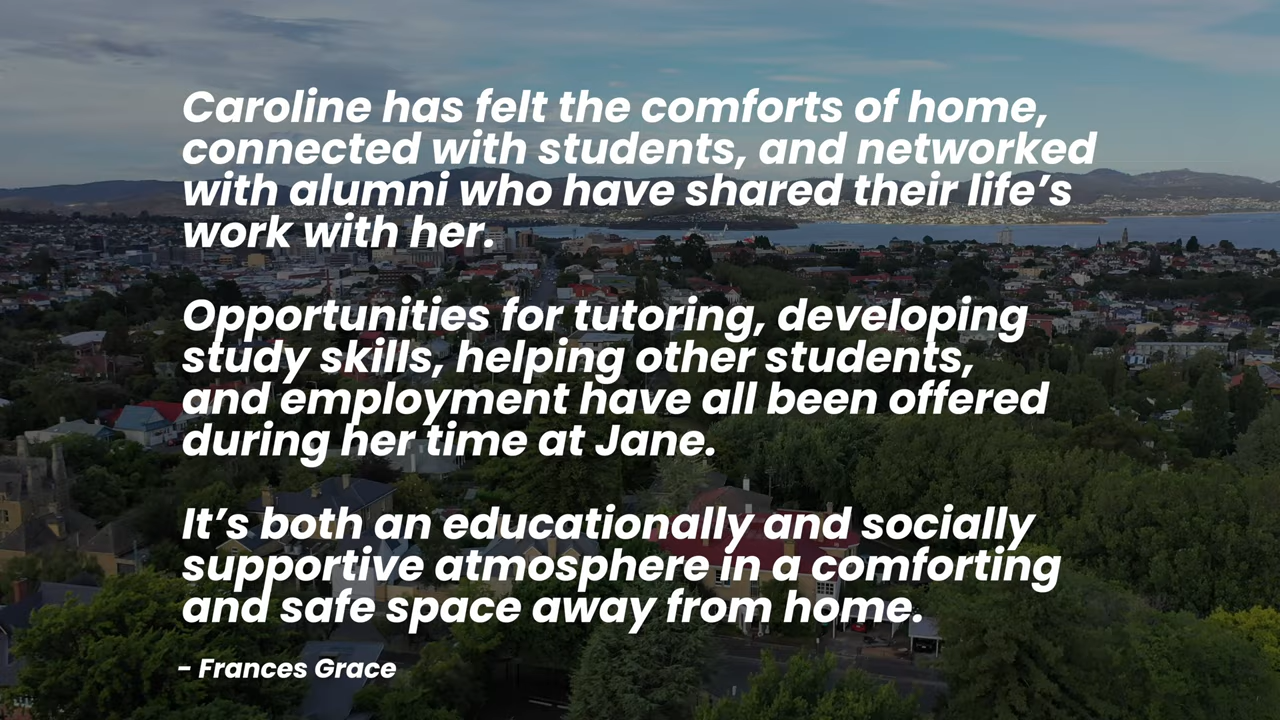 Caroline has felt the comforts of home,
connected with students, and networked
with alumni who have shared their life’s
work with her.
Opportunities for tutoring, developing
study skills, helping other students,
and employment have all been offered
during her time at Jane.
It’s both an educationally and socially
supportive atmosphere in a comforting
and safe space away from home.
– Frances Grace